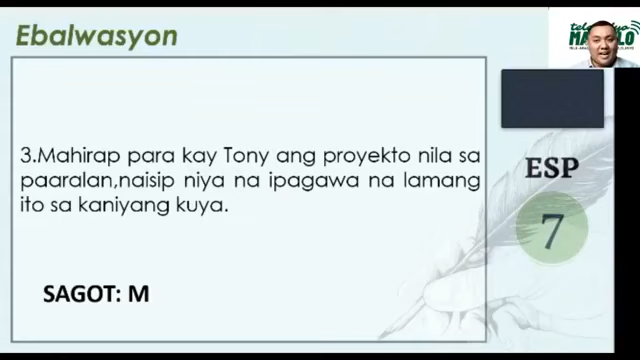 Ebalwasyon
3.Mahirap para kay Tony ang proyekto nila sa
paaralan,naisip niya na ipagawa na lamang
ito sa kaniyang kuya.
SAGOT: M
ESP
7